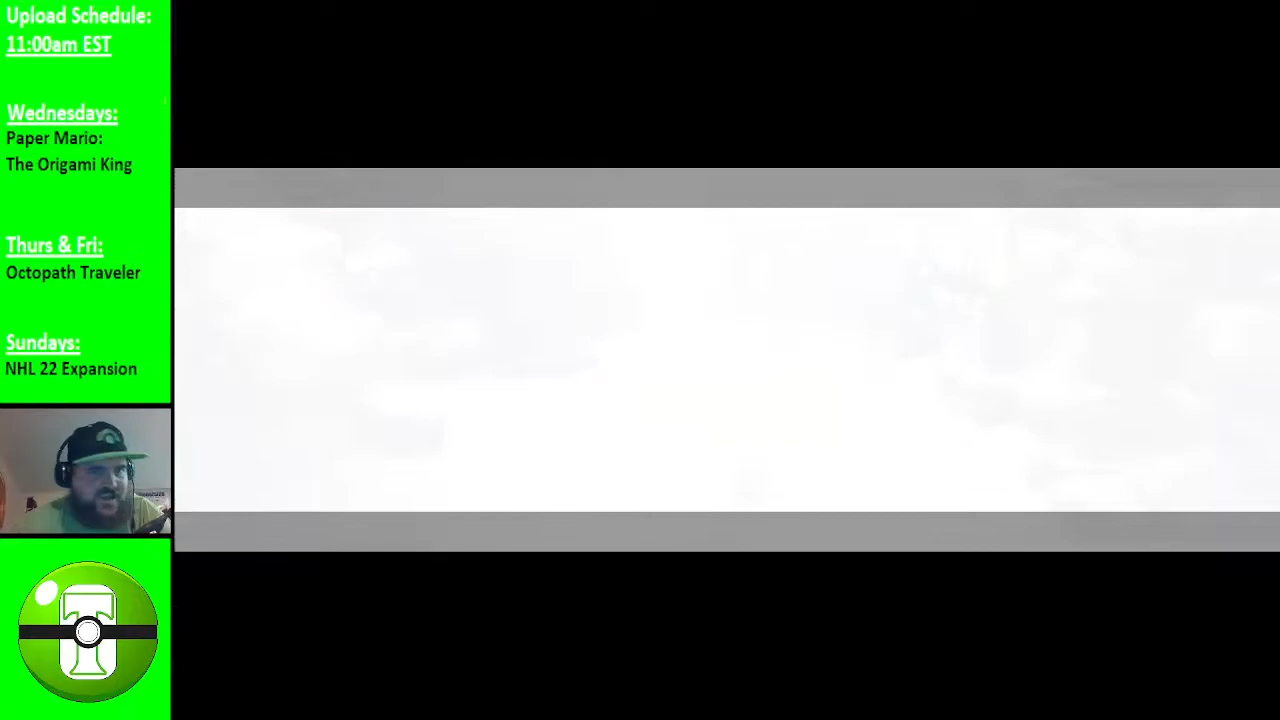 Upload Schedule:
11:00am EST
Wednesdays:
Paper Mario:
The Origami King
Thurs & Fri:
Octopath Traveler
Sundays:
NHL 22 Expansion
T